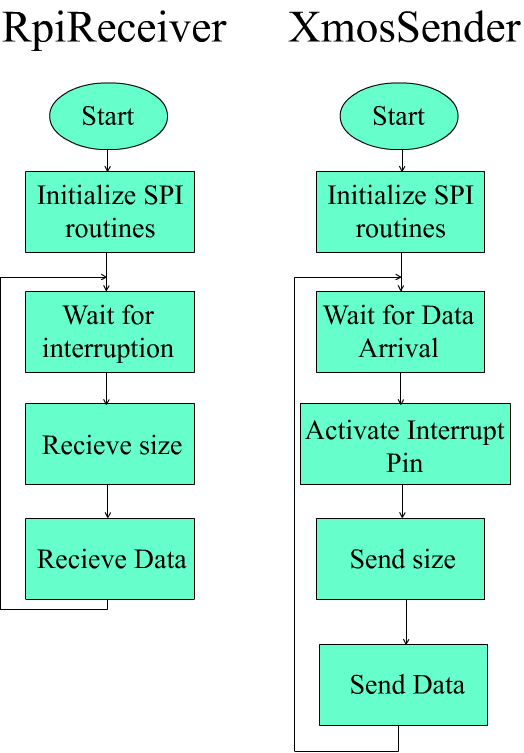 RpiReceiver
Start
Initialize SPI
routines
Wait for
interruption
Recieve size
Recieve Data
XmosSender
Start
Initialize SPI
routines
Wait for Data
Arrival
Activate Interrupt
Pin
Send size
Send Data